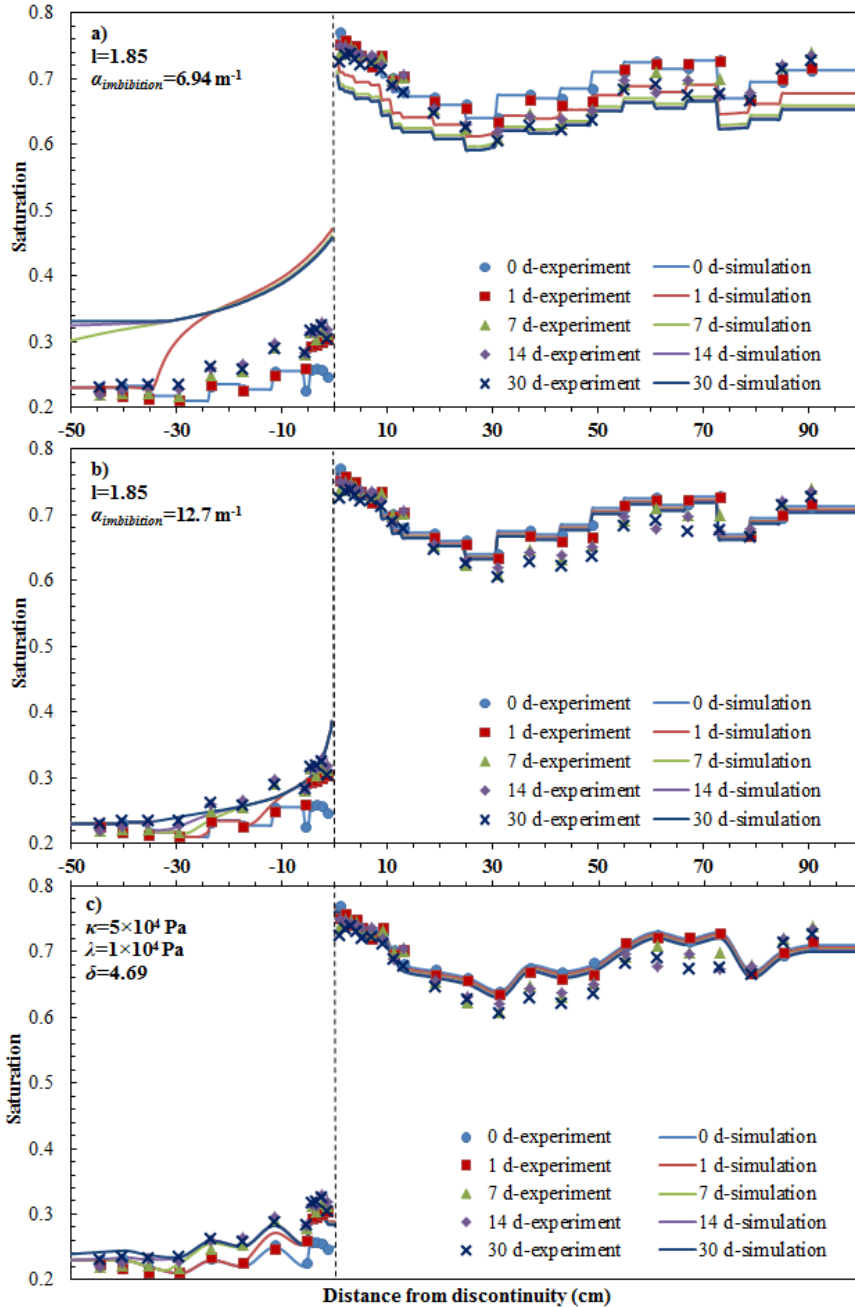 a)
l=1.85
α_imbibition=6.94 m⁻¹
0.8
0.7
0.6
0.5
0.4
0.3
0.2
Saturation
0 d-experiment 0 d-simulation
1 d-experiment 1 d-simulation
7 d-experiment 7 d-simulation
14 d-experiment 14 d-simulation
30 d-experiment 30 d-simulation
-50 -30 -10 10 30 50 70 90
b)
l=1.85
α_imbibition=12.7 m⁻¹
0.8
0.7
0.6
0.5
0.4
0.3
0.2
Saturation
0 d-experiment 0 d-simulation
1 d-experiment 1 d-simulation
7 d-experiment 7 d-simulation
14 d-experiment 14 d-simulation
30 d-experiment 30 d-simulation
-50 -30 -10 10 30 50 70 90
c)
κ=5×10⁴ Pa
λ=1×10⁴ Pa
δ=4.69
0.8
0.7
0.6
0.5
0.4
0.3
0.2
Saturation
0 d-experiment 0 d-simulation
1 d-experiment 1 d-simulation
7 d-experiment 7 d-simulation
14 d-experiment 14 d-simulation
30 d-experiment 30 d-simulation
-50 -30 -10 10 30 50 70 90
Distance from discontinuity (cm)